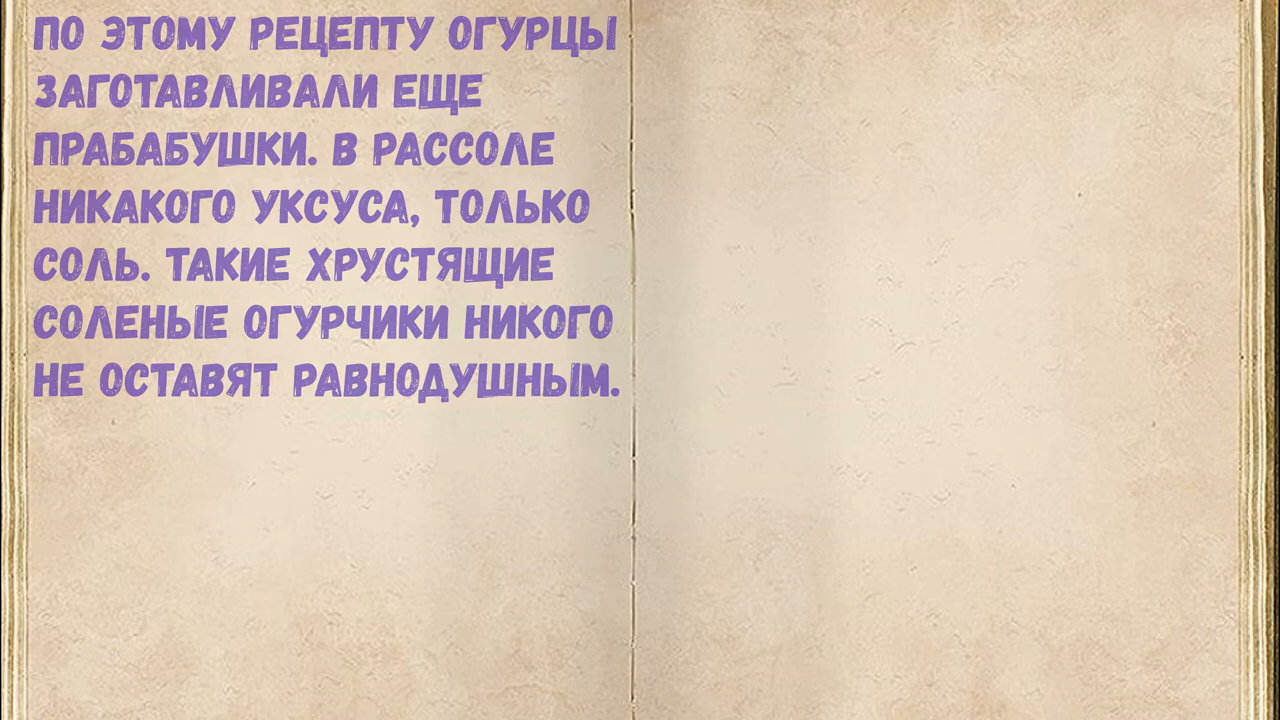 ПО ЭТОМУ РЕЦЕПТУ ОГУРЦЫ
ЗАГОТАВЛИВАЛИ ЕЩЕ
ПРАБАБУШКИ. В РАССОЛЕ
НИКАКОГО УКСУСА, ТОЛЬКО
СОЛЬ. ТАКИЕ ХРУСТЯЩИЕ
СОЛЕНЫЕ ОГУРЧИКИ НИКОГО
НЕ ОСТАВЯТ РАВНОДУШНЫМ.